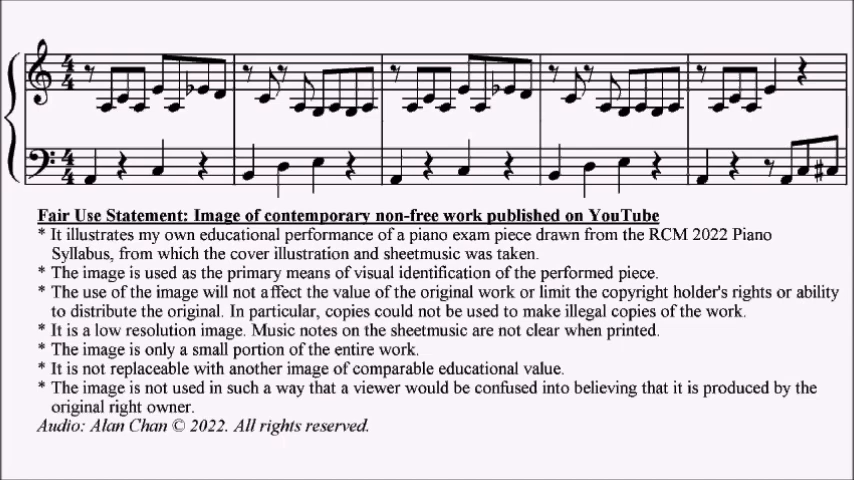 Fair Use Statement: Image of contemporary non-free work published on YouTube
* It illustrates my own educational performance of a piano exam piece drawn from the RCM 2022 Piano
Syllabus, from which the cover illustration and sheetmusic was taken.
* The image is used as the primary means of visual identification of the performed piece.
* The use of the image will not affect the value of the original work or limit the copyright holder's rights or ability
to distribute the original. In particular, copies could not be used to make illegal copies of the work.
* It is a low resolution image. Music notes on the sheetmusic are not clear when printed.
* The image is only a small portion of the entire work.
* It is not replaceable with another image of comparable educational value.
* The image is not used in such a way that a viewer would be confused into believing that it is produced by the
original right owner.
Audio: Alan Chan © 2022. All rights reserved.